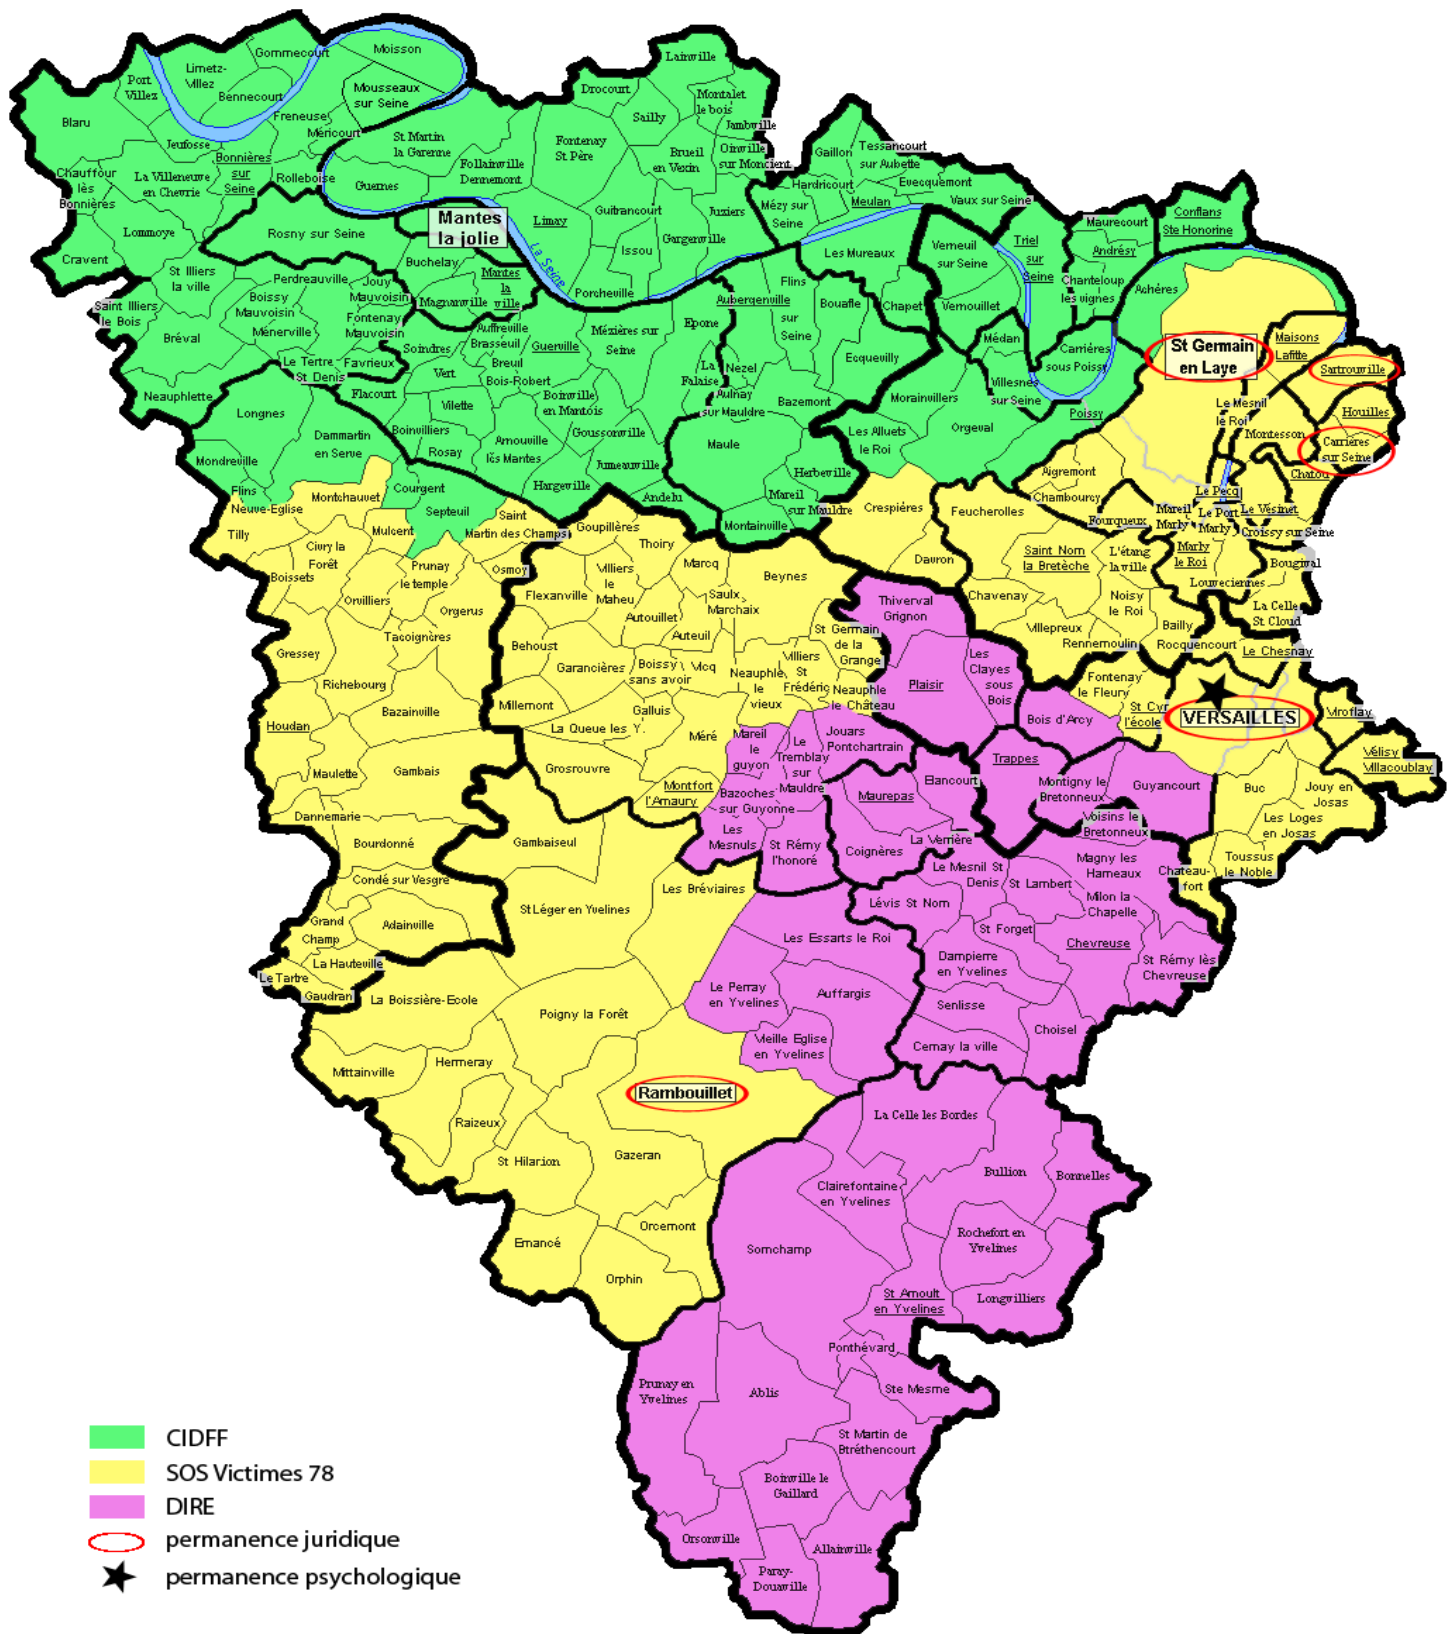 Gommecourt
Moisson
Limetz-
Villez
Port
Villez
Bennecourt
Mousseaux
sur Seine
Lainville
Drocourt
Montalet
le bois
Sailly
Jambville
Blaru
Freneuse
Méricourt
Jeufosse
Bonnières
sur
Seine
Rolleboise
St Martin
la Garenne
Follainville
Dennemont
Fontenay
St Père
Brueil
en Vexin
Oinville
sur Moncient
Chauffour
lès
Bonnières
La Villeneuve
en Chevrie
Guernes
Gaillon
Tessancourt
sur Aubette
Hardricourt
Evecquemont
Mézy sur
Seine
Meulan
Vaux sur Seine
Lommoye
Cravent
Rosny sur Seine
Mantes
la jolie
Limay
Guitrancourt
Juziers
Issou
Gargenville
La Seine
Porcheville
Les Mureaux
Verneuil
sur Seine
Triel
sur
Seine
Maurecourt
Andrésy
Conflans
Ste Honorine
Chanteloup
les vignes
Achères
St Illiers
la ville
Perdreauville
Jouy
Mauvoisin
Buchelay
Magnanville
Mantes
la
ville
Saint Illiers
le Bois
Boissy
Mauvoisin
Ménerville
Fontenay
Mauvoisin
Bréval
Le Tertre
St Denis
Favrieux
Soindres
Auffreville
Brasseuil
Guerville
Mézières sur
Seine
Epone
Aubergenville
Flins
sur
Seine
Bouafle
Chapet
Vernouillet
Médan
Carriéres
sous Poissy
Villesnes
sur Seine
Poissy
St Germain
en Laye
Maisons
Lafitte
Sartrouville
Houilles
Carrières
sur Seine
Le Mesnil
le Roi
Montesson
Chatou
Neauphlette
Longnes
Flacourt
Vert
Breuil
Bois-Robert
Vilette
Boinville
en Mantois
La
Falaise
Nezel
Aulnay
sur Mauldre
Ecquevilly
Bazemont
Morainvillers
Orgeval
Les Alluets
le Roi
Dammartin
en Serve
Boinvilliers
Rosay
Arnouville
lès Mantes
Goussonville
Jumeauville
Hargeville
Andelu
Maule
Herbeville
Mareil
sur Mauldre
Montainville
Mondreville
Flins
Neuve-Eglise
Tilly
Montchauvet
Courgent
Septeuil
Mulcent
Saint
Martin des Champs
Osmoy
Civry la
Forêt
Boissets
Prunay
le temple
Orvilliers
Orgerus
Tacoignères
Gressey
Richebourg
Bazainville
Houdan
Maulette
Gambais
Dannemarie
Bourdonné
Condé sur Vesgre
Grand
Champ
Adainville
La Hauteville
Le Tartre
Gaudran
Goupillères
Thoiry
Marcq
Villiers
le
Maheu
Flexanville
Autouillet
Saulx
Marchaix
Beynes
Auteuil
Behoust
Garancières
Boissy
sans avoir
Vicq
Neauphle
le
vieux
Villiers
St
Frédéric
St Germain
de la
Grange
Neauphle
le Château
Millemont
La Queue les Y.
Galluis
Méré
Grosrouvre
Montfort
l'Amaury
Crespières
Davron
Aigremont
Chambourcy
Feucherolles
Fourqueux
Mareil
Marly
Le Pecq
Le Port
Marly
Le Vésinet
Croissy sur Seine
Saint Nom
la Bretèche
L'étang
la ville
Marly
le Roi
Louveciennes
Bougival
La Celle
St Cloud
Chavenay
Noisy
le Roi
Villepreux
Rennemoulin
Bailly
Rocquencourt
Le Chesnay
Fontenay
le Fleury
St Cyr
l'école
VERSAILLES
Viroflay
Vélisy
Villacoublay
Buc
Jouy en
Josas
Les Loges
en Josas
Toussus
le Noble
Chateau-
fort
Thiverval
Grignon
Plaisir
Les
Clayes
sous
Bois
Bois d'Arcy
Trappes
Montigny le
Bretonneux
Guyancourt
Voisins le
Bretonneux
Mareil
le
guyon
Le
Tremblay
sur
Mauldre
Jouars
Pontchartrain
Bazoches
sur Guyonne
Les
Mesnuls
St Rémy
l'honoré
Maurepas
Elancourt
Coignères
La Verrière
Le Mesnil St
Denis
St Lambert
Magny les
Hameaux
Milon la
Chapelle
Lévis St Nom
St Forget
Chevreuse
Dampierre
en Yvelines
St Rémy lès
Chevreuse
Senlisse
Choisel
Cernay la ville
Gambaiseul
Les Bréviaires
St Léger en Yvelines
Les Essarts le Roi
Le Perray
en Yvelines
Auffargis
Vieille Eglise
en Yvelines
La Boissière-Ecole
Poigny la Forêt
Mittainville
Hermeray
Raizeux
Rambouillet
St Hilarion
Gazeran
Emancé
Orcemont
Orphin
La Celle les Bordes
Clairefontaine
en Yvelines
Bullion
Bonnelles
Rochefort en
Yvelines
Sonchamp
St Arnoult
en Yvelines
Longvilliers
Ponthévard
Ste Mesme
Prunay en
Yvelines
Ablis
St Martin de
Btréthencourt
Boinville le
Gaillard
Orsonville
Allainville
Paray-
Douaville
CIDFF
SOS Victimes 78
DIRE
permanence juridique
permanence psychologique